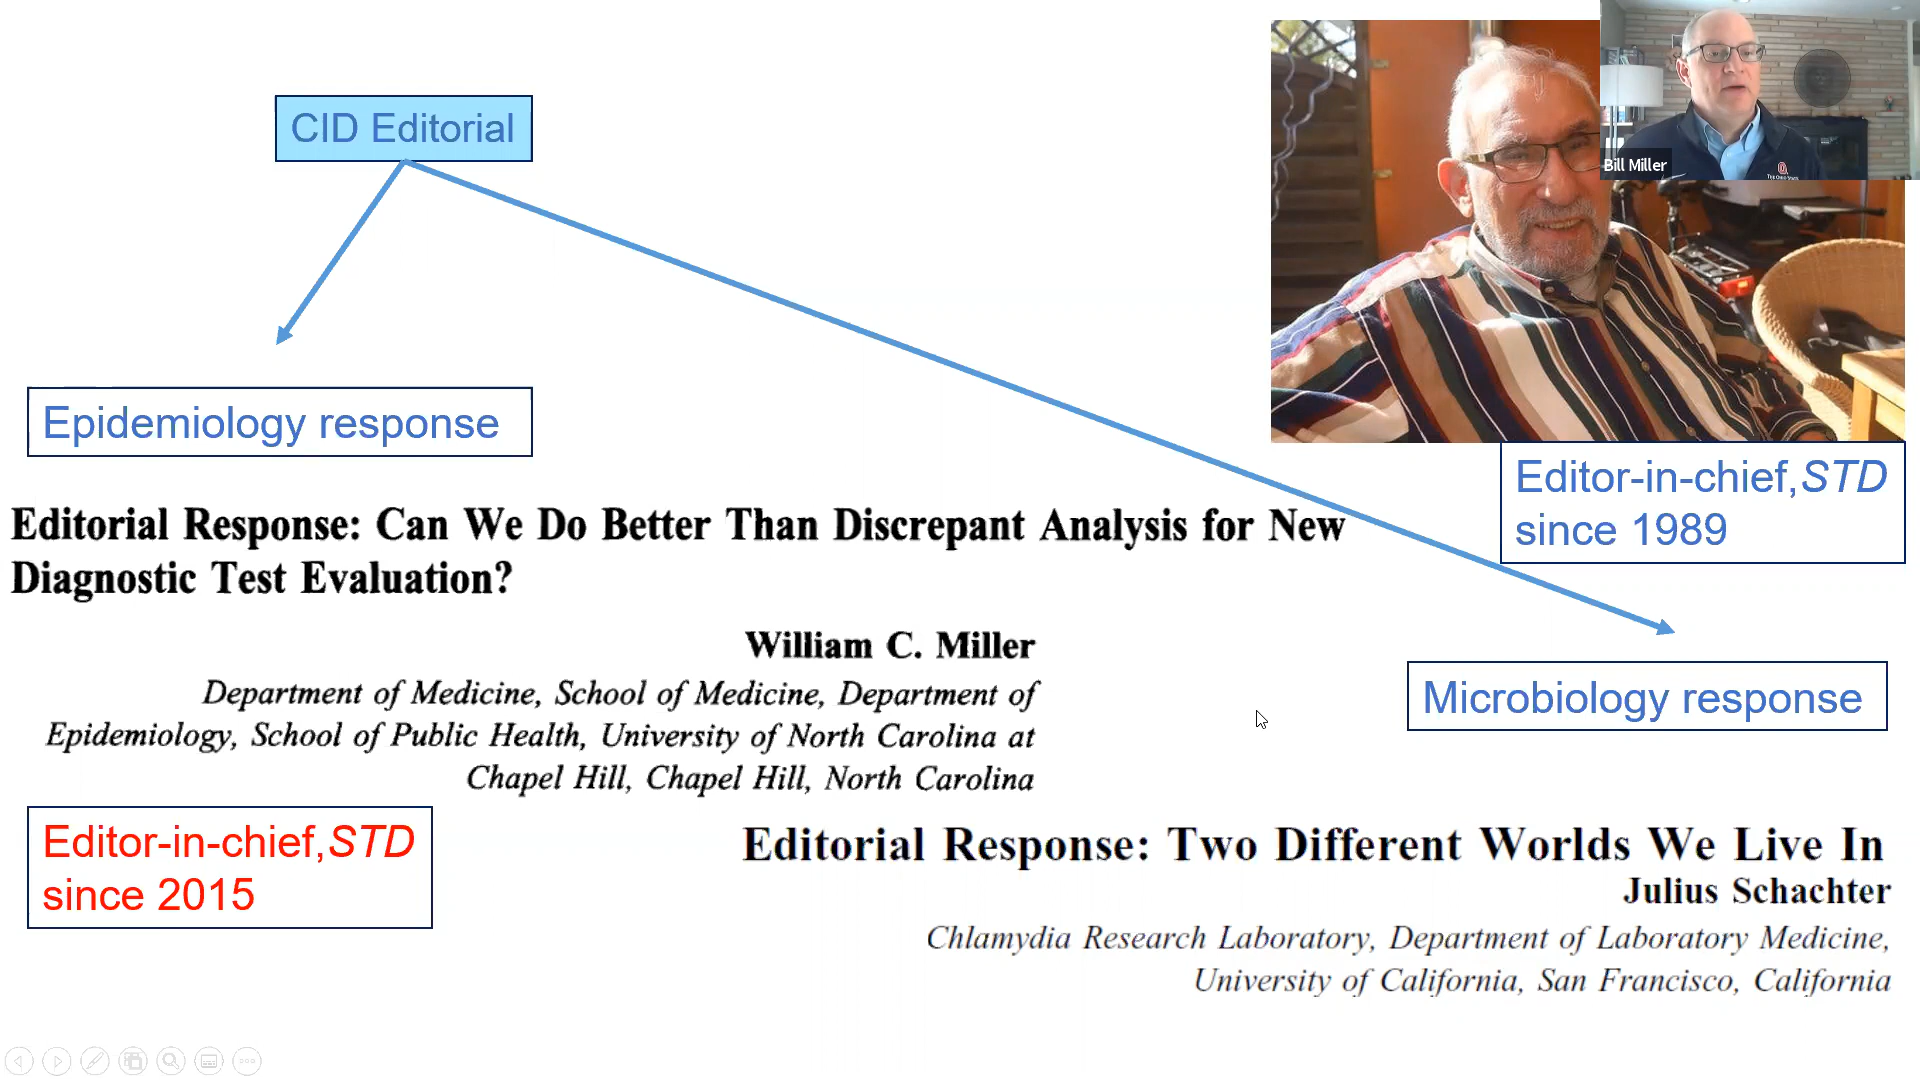 CID Editorial
Bill Miller
Epidemiology response
Editor-in-chief,STD
since 1989
Editorial Response: Can We Do Better Than Discrepant Analysis for New
Diagnostic Test Evaluation?
William C. Miller
Department of Medicine, School of Medicine, Department of
Epidemiology, School of Public Health, University of North Carolina at
Chapel Hill, Chapel Hill, North Carolina
Microbiology response
Editor-in-chief,STD
since 2015
Editorial Response: Two Different Worlds We Live In
Julius Schachter
Chlamydia Research Laboratory, Department of Laboratory Medicine,
University of California, San Francisco, California